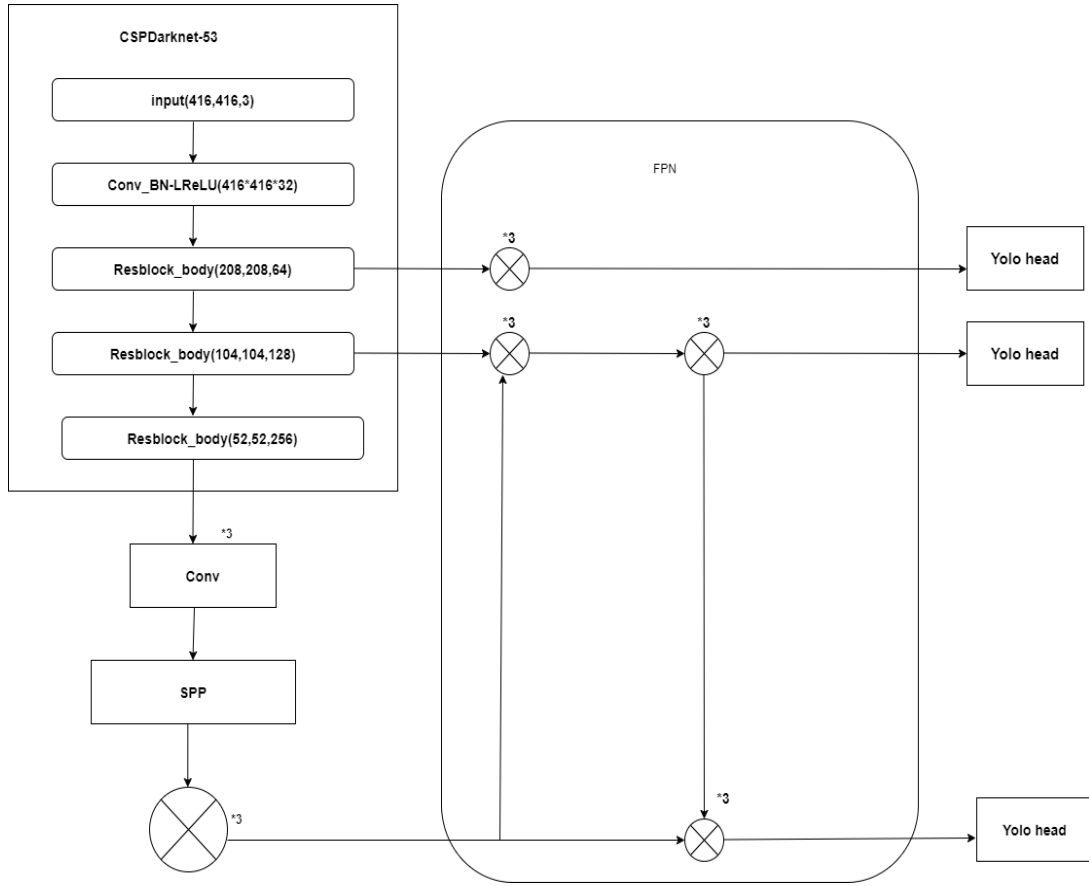 CSPDarknet-53
input(416,416,3)
Conv_BN-LReLU(416*416*32)
FPN
*3
Resblock_body(208,208,64)
Yolo head
*3
*3
Resblock_body(104,104,128)
Yolo head
Resblock_body(52,52,256)
*3
Conv
SPP
*3
*3
Yolo head